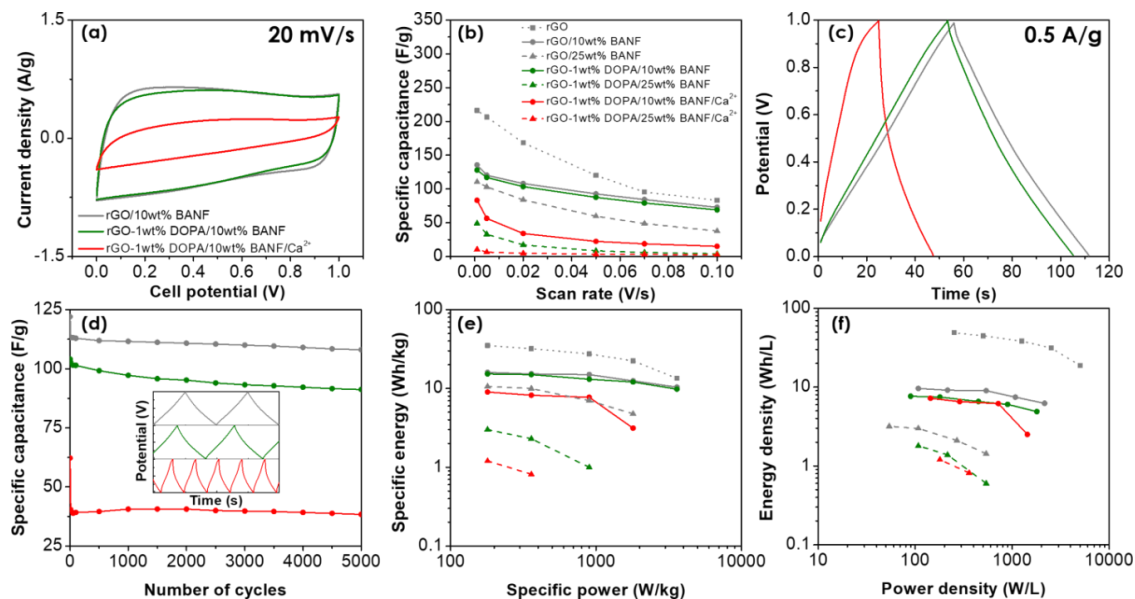 (a)
20 mV/s
1.5
0.0
-1.5
Current density (A/g)
rGO/10wt% BANF
rGO-1wt% DOPA/10wt% BANF
rGO-1wt% DOPA/10wt% BANF/Ca²⁺
0.0 0.2 0.4 0.6 0.8 1.0
Cell potential (V)
(b)
350
300
250
200
150
100
50
0
Specific capacitance (F/g)
rGO
rGO/10wt% BANF
rGO/25wt% BANF
rGO-1wt% DOPA/10wt% BANF
rGO-1wt% DOPA/25wt% BANF
rGO-1wt% DOPA/10wt% BANF/Ca²⁺
rGO-1wt% DOPA/25wt% BANF/Ca²⁺
0.00 0.02 0.04 0.06 0.08 0.10
Scan rate (V/s)
(c)
0.5 A/g
1.0
0.8
0.6
0.4
0.2
0.0
Potential (V)
0 20 40 60 80 100 120
Time (s)
(d)
125
100
75
50
25
Specific capacitance (F/g)
Potential (V)
Time (s)
0 1000 2000 3000 4000 5000
Number of cycles
(e)
100
10
1
0.1
Specific energy (Wh/kg)
100 1000 10000
Specific power (W/kg)
(f)
100
10
1
0.1
Energy density (Wh/L)
10 100 1000 10000
Power density (W/L)